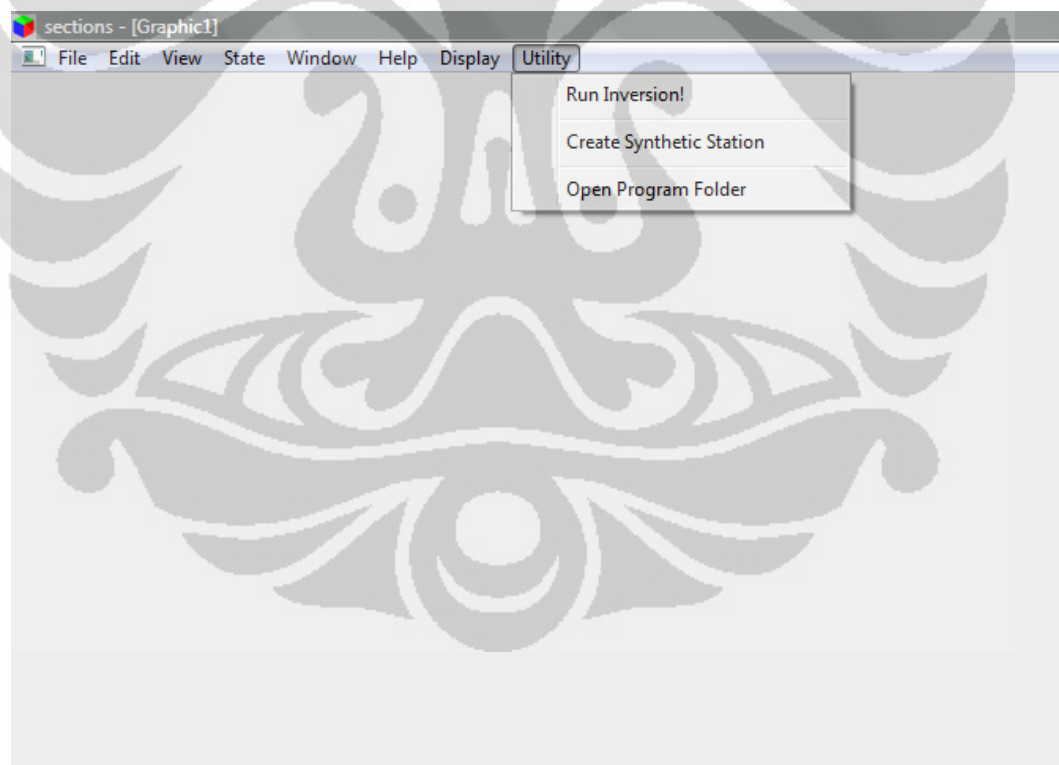 sections - [Graphic1]
File Edit View State Window Help Display Utility
Run Inversion!
Create Synthetic Station
Open Program Folder